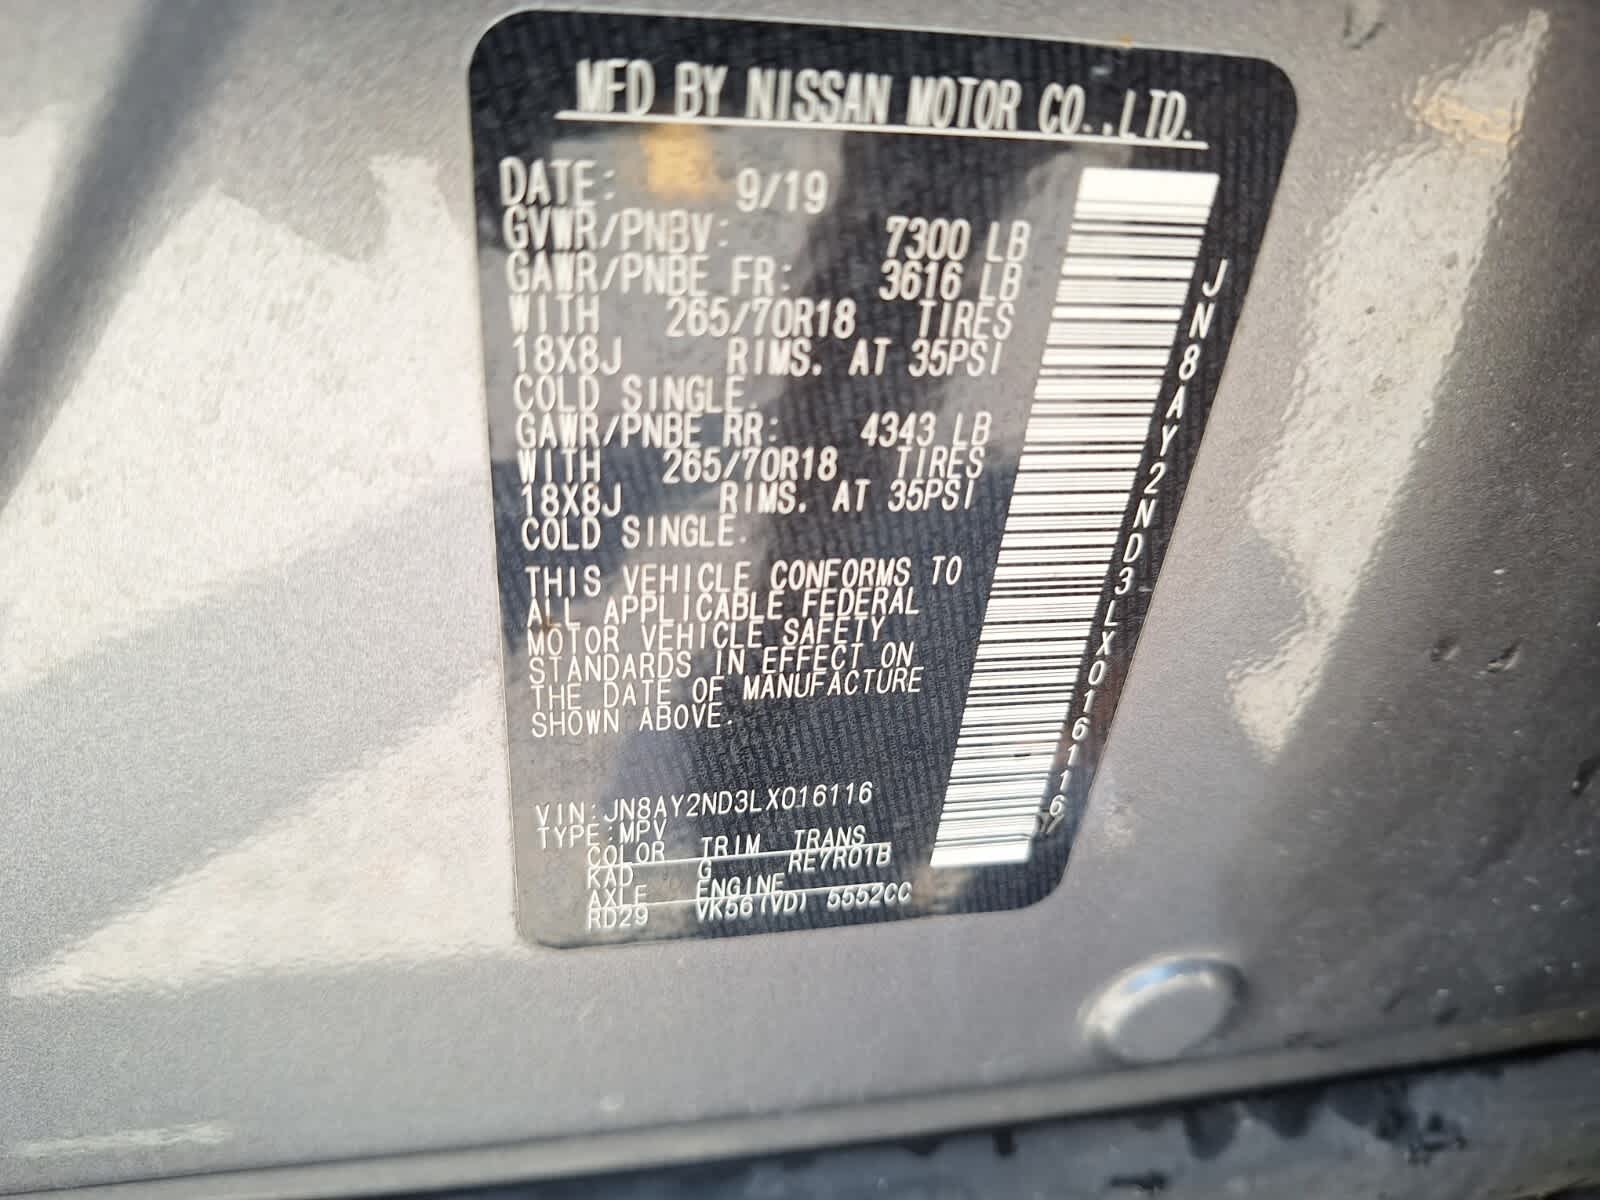 MFD BY NISSAN MOTOR CO.,LTD.
DATE: 9/19
GVWR/PNBV: 7300 LB
GAWR/PNBE FR: 3616 LB
WITH 265/70R18 TIRES
18X8J RIMS. AT 35PSI
COLD SINGLE.
GAWR/PNBE RR: 4343 LB
WITH 265/70R18 TIRES
18X8J RIMS. AT 35PSI
COLD SINGLE.
THIS VEHICLE CONFORMS TO
ALL APPLICABLE FEDERAL
MOTOR VEHICLE SAFETY
STANDARDS IN EFFECT ON
THE DATE OF MANUFACTURE
SHOWN ABOVE.
VIN:JN8AY2ND3LX016116
TYPE:MPV
COLOR TRIM TRANS
KAD G RE7R01B
AXLE ENGINE
RD29 VK56(VD) 5552CC
JN8AY2ND3LX016116